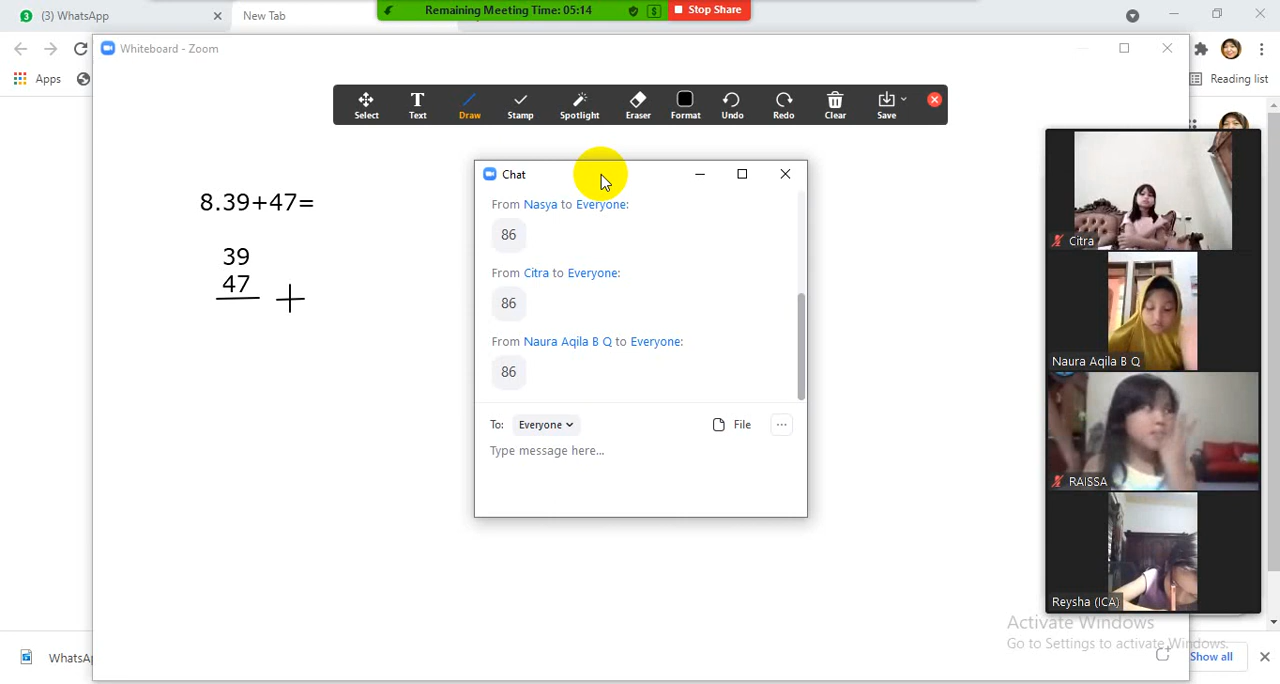 (3) WhatsApp
New Tab
Remaining Meeting Time: 05:14
Stop Share
Whiteboard - Zoom
Apps
Reading list
Select
Text
Draw
Stamp
Spotlight
Eraser
Format
Undo
Redo
Clear
Save
8.39+47=
39
47
+
Chat
From Nasya to Everyone:
86
From Citra to Everyone:
86
From Naura Aqila B Q to Everyone:
86
To: Everyone
File
Type message here...
Citra
Naura Aqila B Q
RAISSA
Reysha (ICA)
Activate Windows
Go to Settings to activate Windows.
WhatsAp
Show all